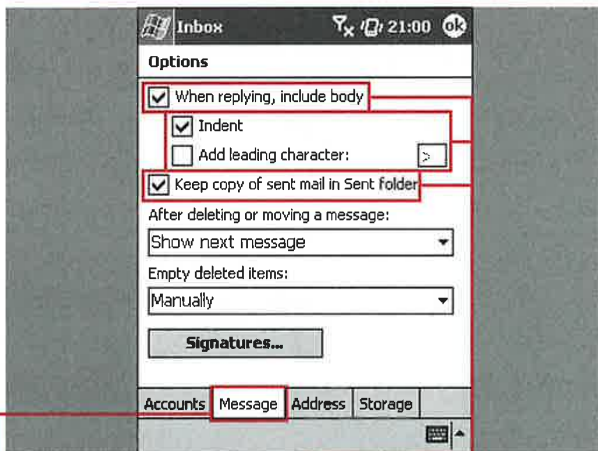 Inbox 21:00 ok
Options
When replying, include body
Indent
Add leading character: >
Keep copy of sent mail in Sent folder
After deleting or moving a message:
Show next message
Empty deleted items:
Manually
Signatures...
Accounts Message Address Storage